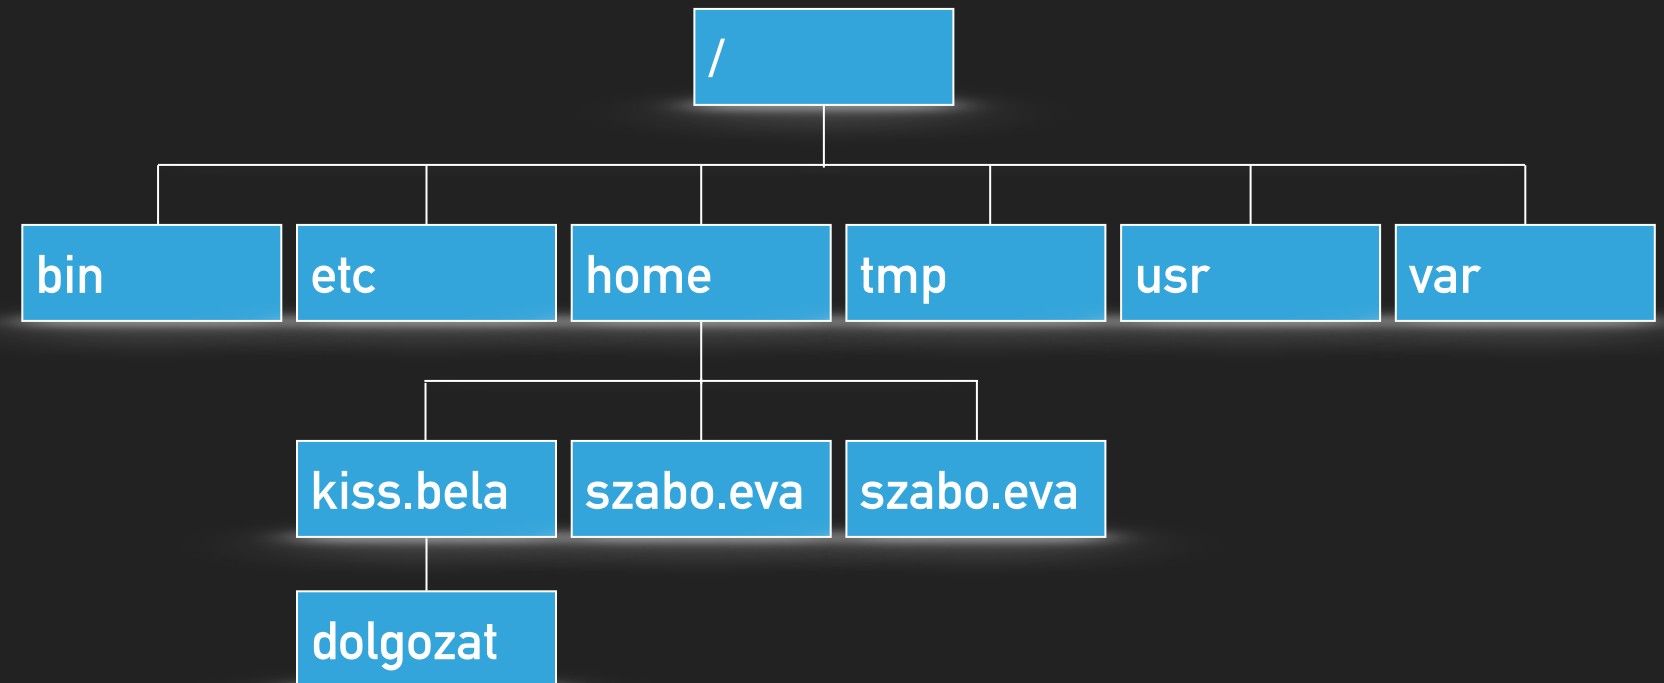 /
bin
etc
home
tmp
usr
var
kiss.bela
szabo.eva
szabo.eva
dolgozat